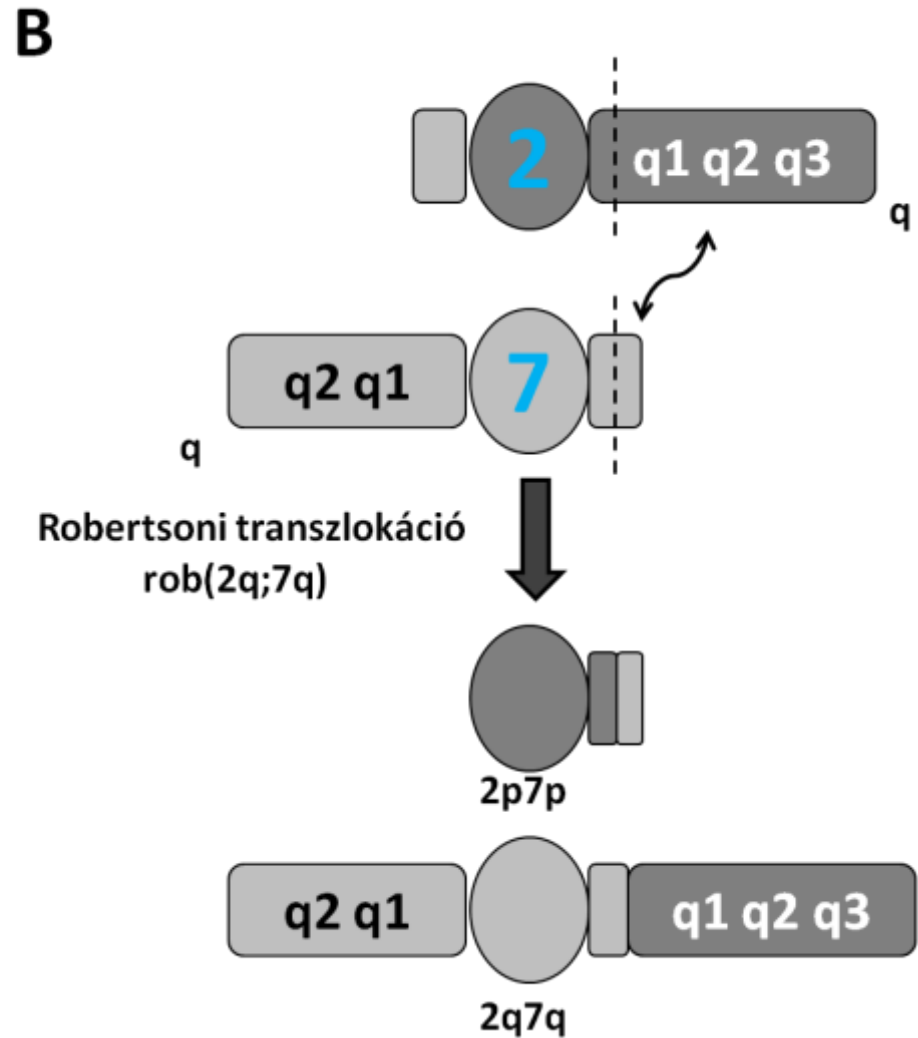 B
2
q1 q2 q3
q
7
q2 q1
q
Robertsoni transzlokáció
rob(2q;7q)
2p7p
q2 q1
q1 q2 q3
2q7q